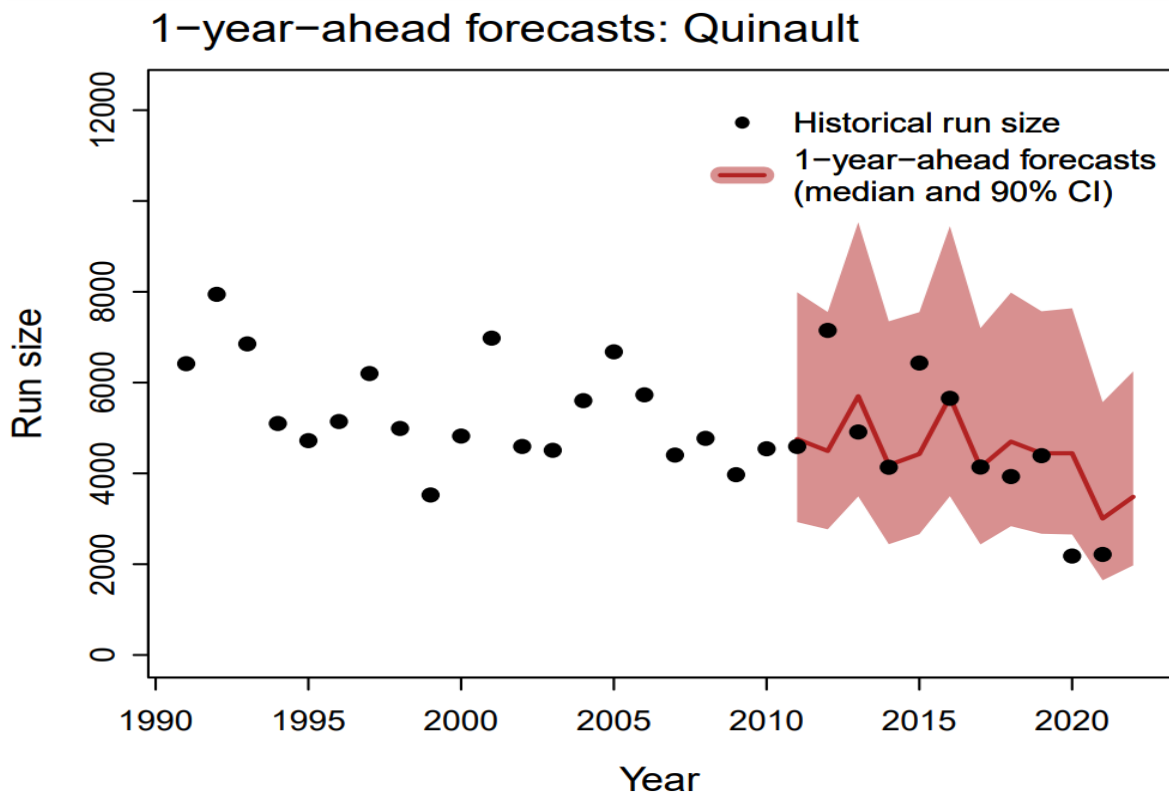 1−year−ahead forecasts: Quinault
Historical run size
1−year−ahead forecasts
(median and 90% CI)
Run size
12000
8000
6000
4000
2000
0
1990 1995 2000 2005 2010 2015 2020
Year